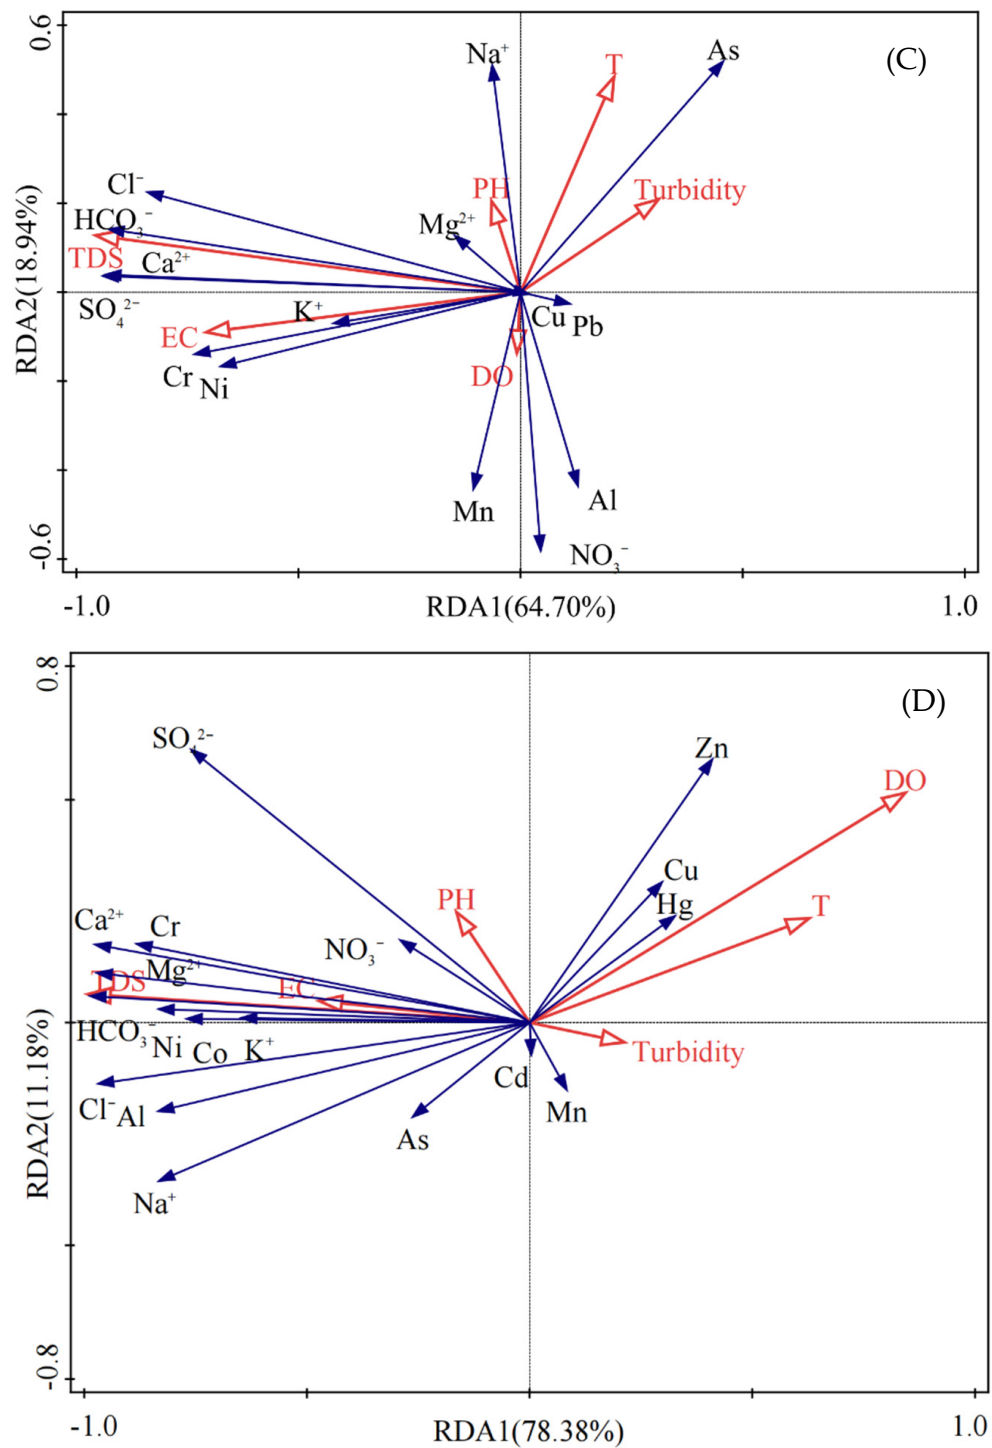 (C)
0.6
Na⁺
T
As
Cl⁻
PH
Turbidity
HCO₃⁻
Mg²⁺
TDS
Ca²⁺
SO₄²⁻
K⁺
Cu
Pb
EC
Cr
Ni
DO
Mn
Al
NO₃⁻
-0.6
RDA2(18.94%)
-1.0
RDA1(64.70%)
1.0
(D)
0.8
SO₄²⁻
Zn
DO
Cu
PH
Hg
T
Ca²⁺
Cr
NO₃⁻
TDS
Mg²⁺
EC
HCO₃⁻
Ni
Co
K⁺
Turbidity
Cd
Cl⁻
Al
As
Mn
Na⁺
RDA2(11.18%)
-0.8
-1.0
RDA1(78.38%)
1.0